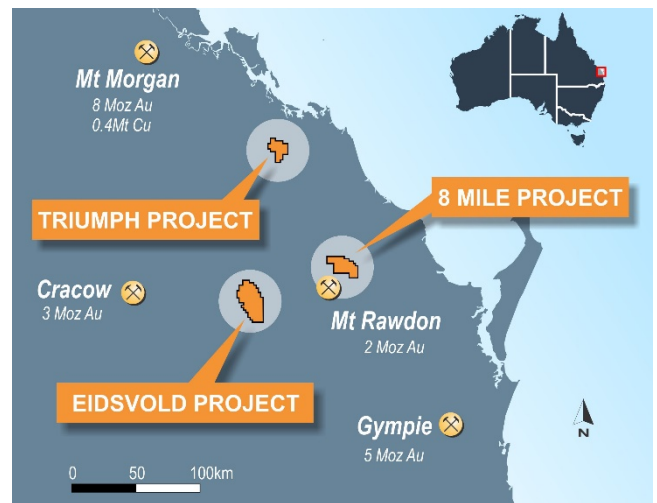 Mt Morgan
8 Moz Au
0.4Mt Cu
TRIUMPH PROJECT
8 MILE PROJECT
Cracow
3 Moz Au
Mt Rawdon
2 Moz Au
EIDSVOLD PROJECT
Gympie
5 Moz Au
N
0 50 100km